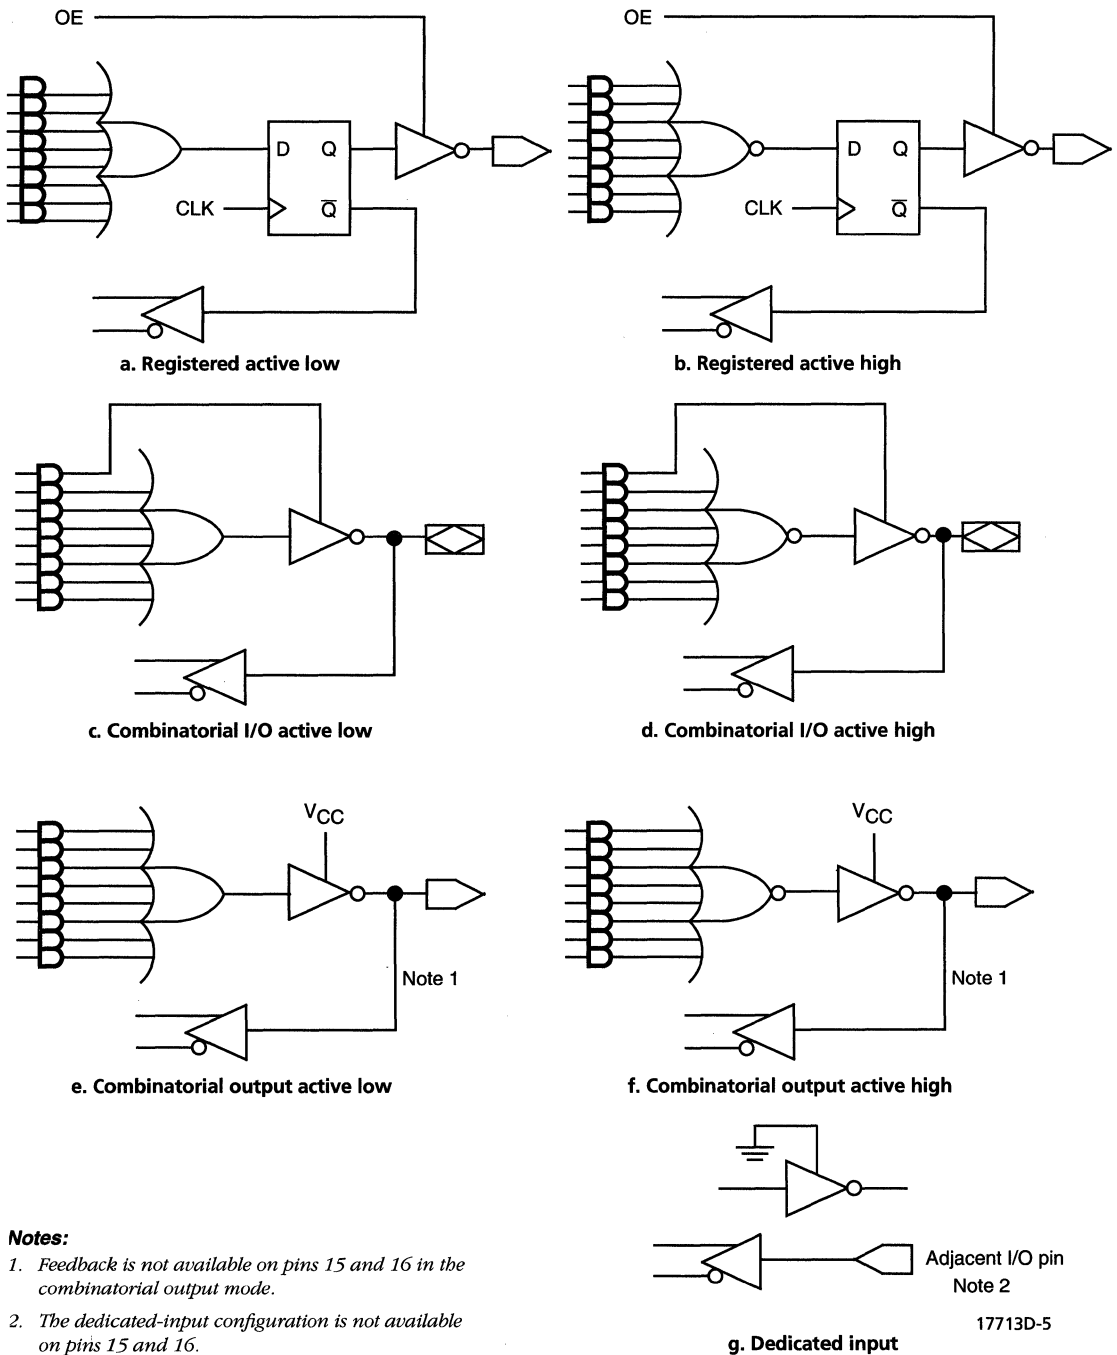 OE
OE
D Q
D Q
CLK
Q̅
CLK
Q̅
a. Registered active low
b. Registered active high
c. Combinatorial I/O active low
d. Combinatorial I/O active high
VCC
VCC
Note 1
Note 1
e. Combinatorial output active low
f. Combinatorial output active high
Notes:
1. Feedback is not available on pins 15 and 16 in the
combinatorial output mode.
2. The dedicated-input configuration is not available
on pins 15 and 16.
Adjacent I/O pin
Note 2
17713D-5
g. Dedicated input